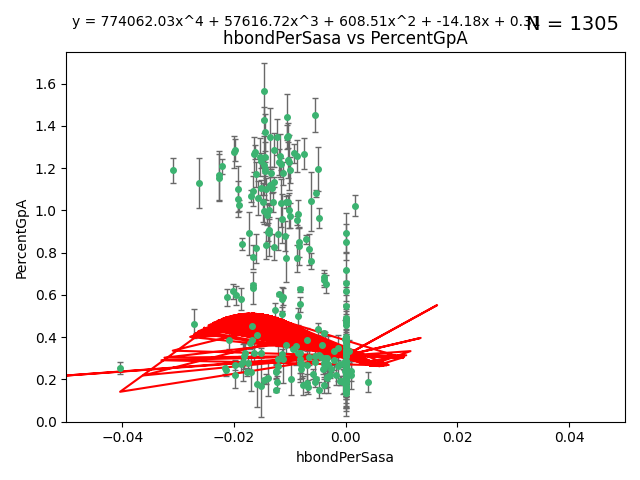 y = 774062.03x^4 + 57616.72x^3 + 608.51x^2 + -14.18x +
N = 1305
hbondPerSasa vs PercentGpA
PercentGpA
1.6
1.4
1.2
1.0
0.8
0.6
0.4
0.2
0.0
−0.04
−0.02
0.00
0.02
0.04
hbondPerSasa